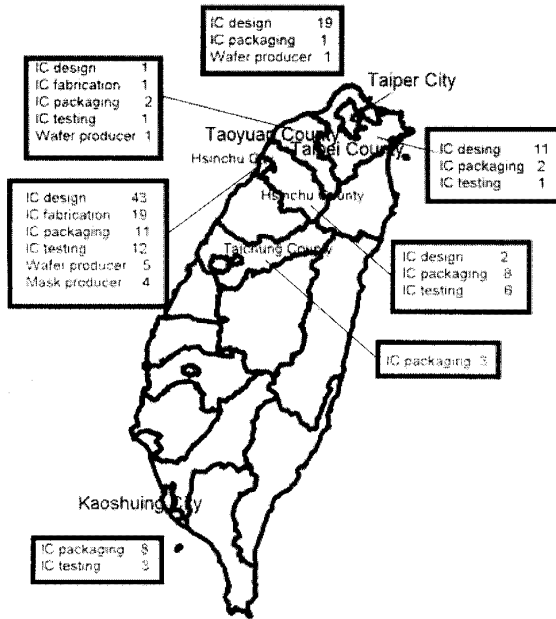 IC design 19
IC packaging 1
Wafer producer 1
Taiper City
IC design 1
IC fabrication 1
IC packaging 2
IC testing 1
Wafer producer 1
Taoyuan County
Taipei County
IC desing 11
IC packaging 2
IC testing 1
Hsinchu
Hsinchu County
IC design 43
IC fabrication 19
IC packaging 11
IC testing 12
Wafer producer 5
Mask producer 4
Taichung County
IC design 2
IC packaging 8
IC testing 6
IC packaging 3
Kaoshuing City
IC packaging 8
IC testing 3